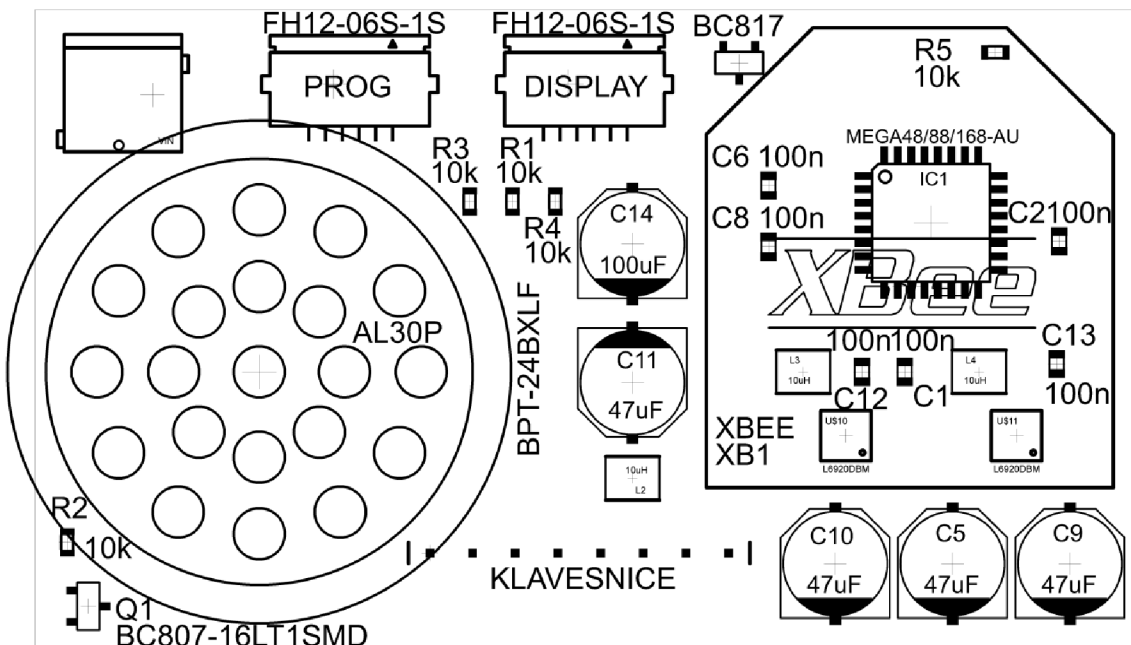 FH12-06S-1S
FH12-06S-1S
BC817
R5
10k
PROG
DISPLAY
VIN
MEGA48/88/168-AU
R3
10k
R1
10k
C6 100n
IC1
C14
100uF
R4
10k
C8 100n
C2100n
XBee
AL30P
BPT-24BXLF
C11
47uF
100n100n
C13
100n
L3
10uH
L4
10uH
C12
C1
XBEE
XB1
U$10
L6920DBM
U$11
L6920DBM
10uH
L2
R2
10k
C10
47uF
C5
47uF
C9
47uF
KLAVESNICE
Q1
BC807-16LT1SMD